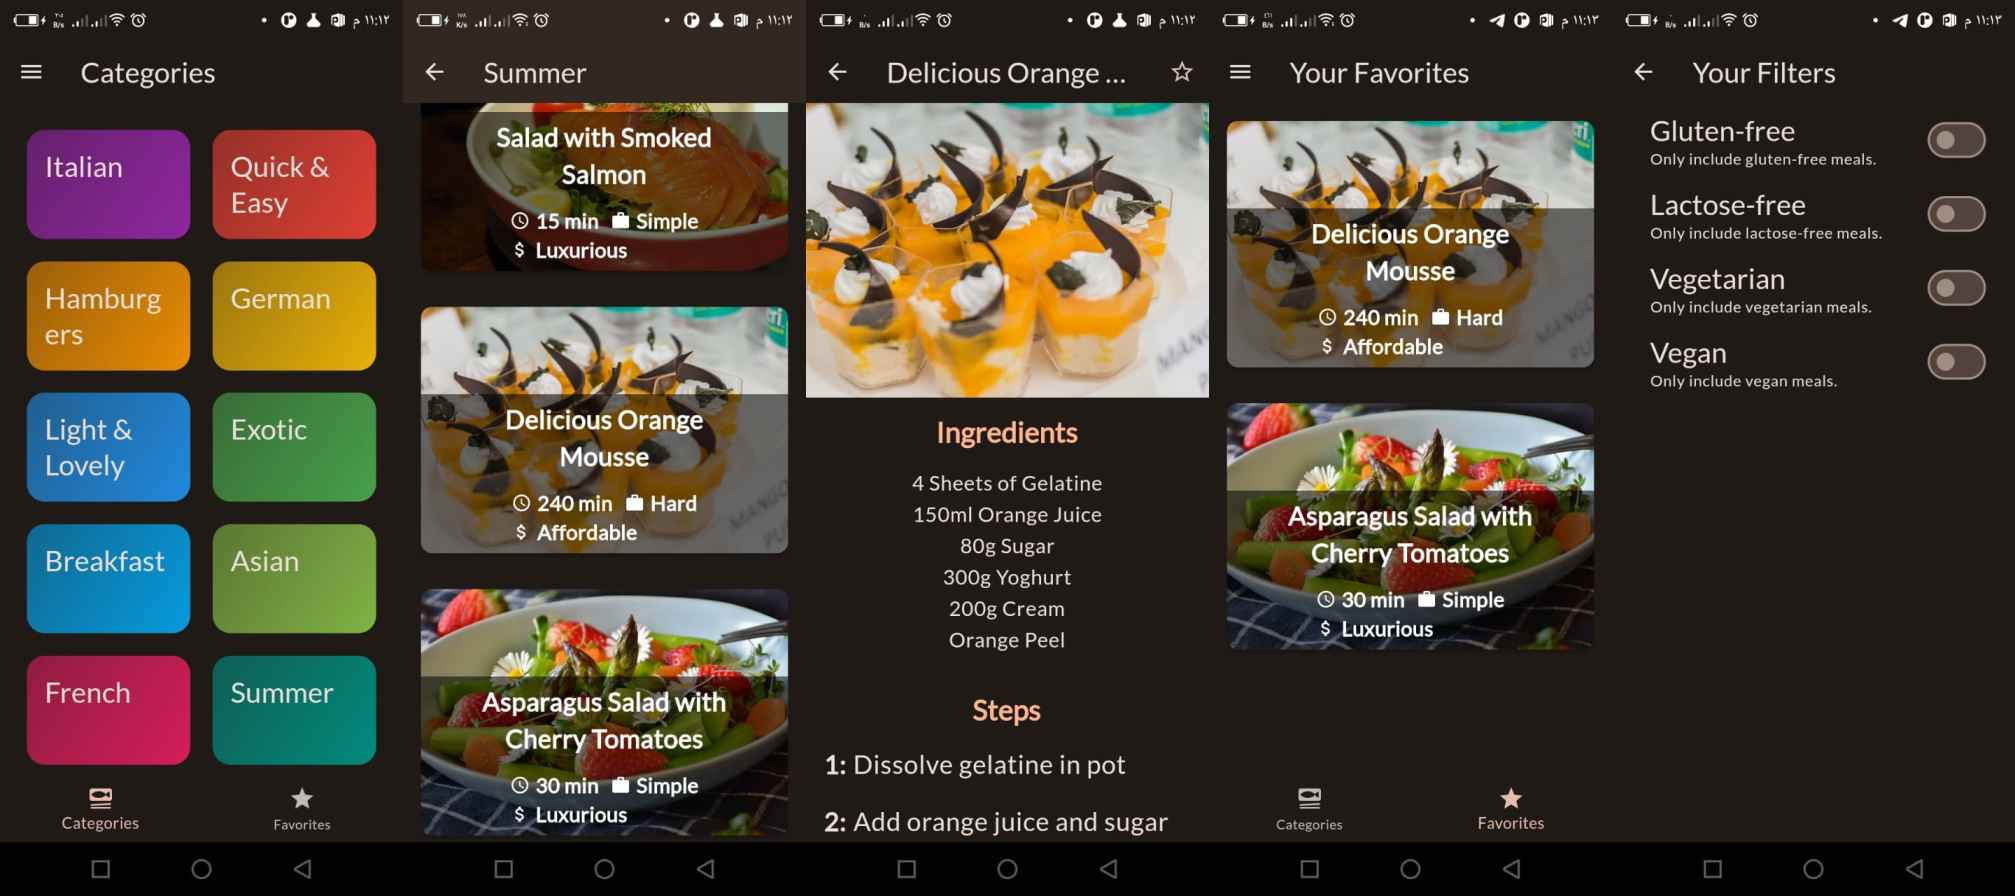 م ١١:١٢
Categories
Italian
Quick &
Easy
Hamburg
ers
German
Light &
Lovely
Exotic
Breakfast
Asian
French
Summer
Categories
Favorites
م ١١:١٢
Summer
Salad with Smoked
Salmon
15 min Simple
$ Luxurious
Delicious Orange
Mousse
240 min Hard
$ Affordable
Asparagus Salad with
Cherry Tomatoes
30 min Simple
$ Luxurious
م ١١:١٢
Delicious Orange ...
Ingredients
4 Sheets of Gelatine
150ml Orange Juice
80g Sugar
300g Yoghurt
200g Cream
Orange Peel
Steps
1: Dissolve gelatine in pot
2: Add orange juice and sugar
م ١١:١٣
Your Favorites
Delicious Orange
Mousse
240 min Hard
$ Affordable
Asparagus Salad with
Cherry Tomatoes
30 min Simple
$ Luxurious
Categories
Favorites
م ١١:١٣
Your Filters
Gluten-free
Only include gluten-free meals.
Lactose-free
Only include lactose-free meals.
Vegetarian
Only include vegetarian meals.
Vegan
Only include vegan meals.